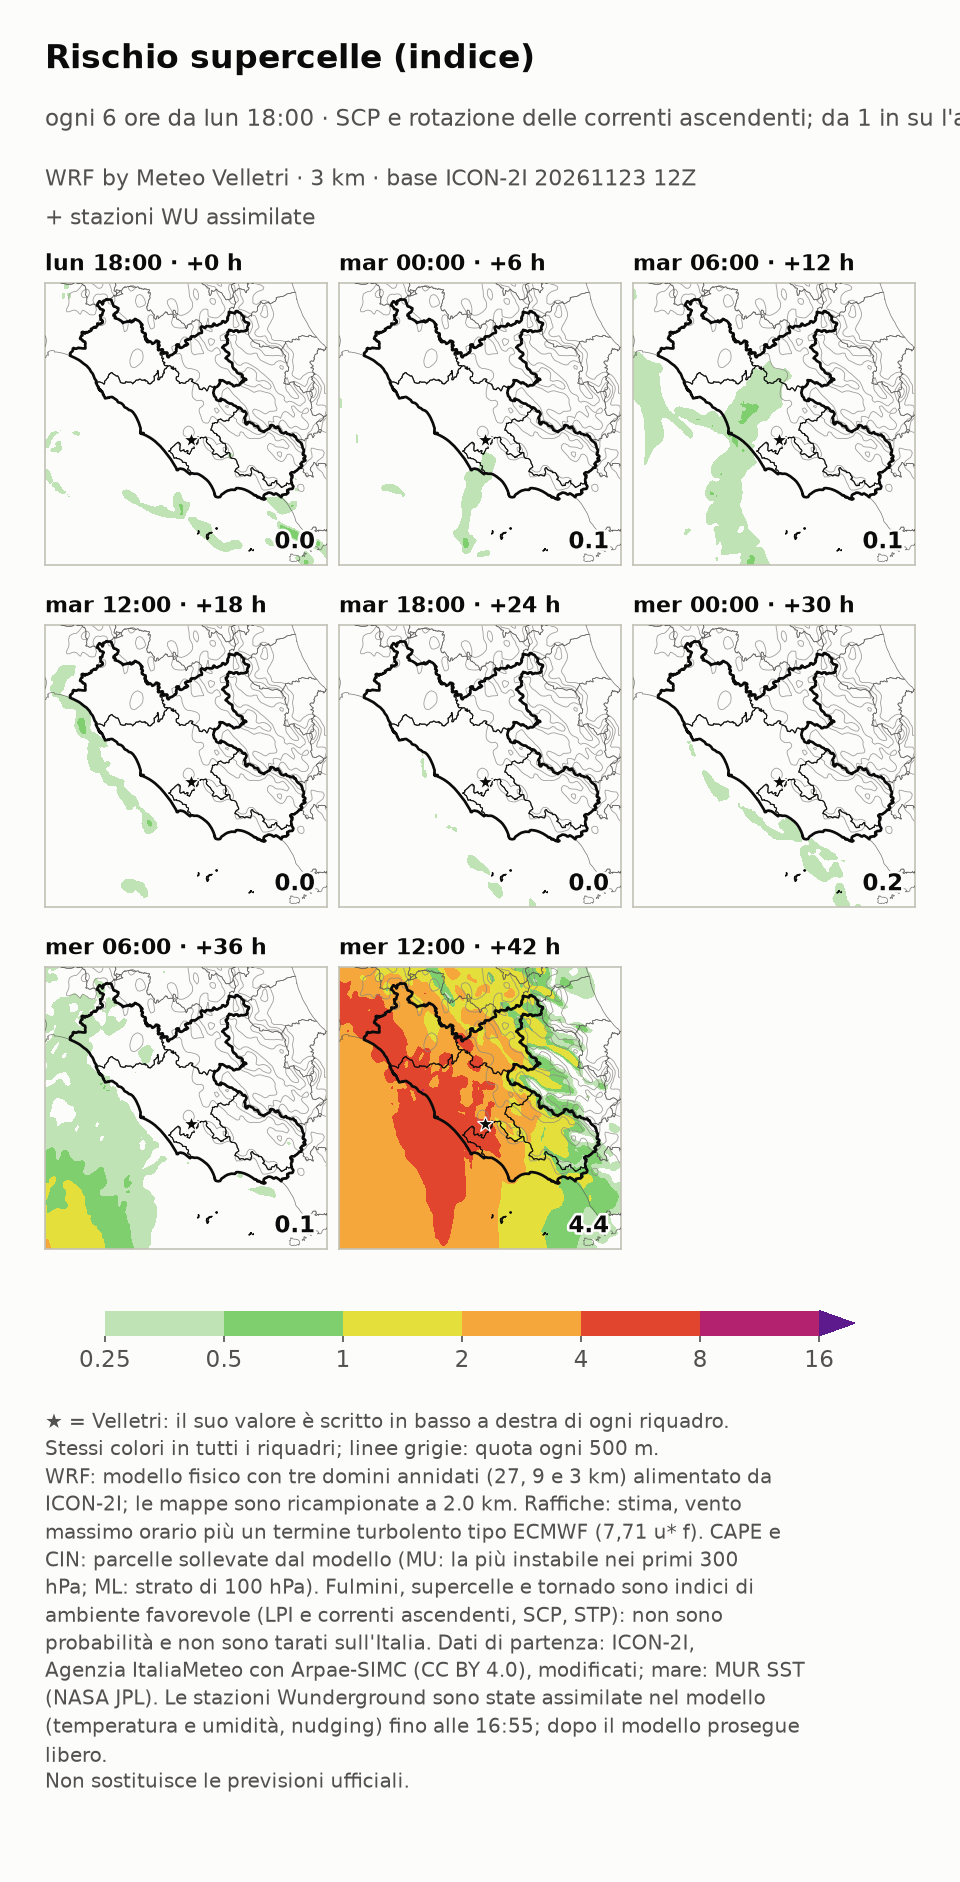 Rischio supercelle (indice)
ogni 6 ore da lun 18:00 · SCP e rotazione delle correnti ascendenti; da 1 in su l'a
WRF by Meteo Velletri · 3 km · base ICON-2I 20261123 12Z
+ stazioni WU assimilate
lun 18:00 · +0 h
mar 00:00 · +6 h
mar 06:00 · +12 h
0.0
0.1
0.1
mar 12:00 · +18 h
mar 18:00 · +24 h
mer 00:00 · +30 h
0.0
0.0
0.2
mer 06:00 · +36 h
mer 12:00 · +42 h
0.1
4.4
0.25
0.5
1
2
4
8
16
★ = Velletri: il suo valore è scritto in basso a destra di ogni riquadro.
Stessi colori in tutti i riquadri; linee grigie: quota ogni 500 m.
WRF: modello fisico con tre domini annidati (27, 9 e 3 km) alimentato da
ICON-2I; le mappe sono ricampionate a 2.0 km. Raffiche: stima, vento
massimo orario più un termine turbolento tipo ECMWF (7,71 u* f). CAPE e
CIN: parcelle sollevate dal modello (MU: la più instabile nei primi 300
hPa; ML: strato di 100 hPa). Fulmini, supercelle e tornado sono indici di
ambiente favorevole (LPI e correnti ascendenti, SCP, STP): non sono
probabilità e non sono tarati sull'Italia. Dati di partenza: ICON-2I,
Agenzia ItaliaMeteo con Arpae-SIMC (CC BY 4.0), modificati; mare: MUR SST
(NASA JPL). Le stazioni Wunderground sono state assimilate nel modello
(temperatura e umidità, nudging) fino alle 16:55; dopo il modello prosegue
libero.
Non sostituisce le previsioni ufficiali.